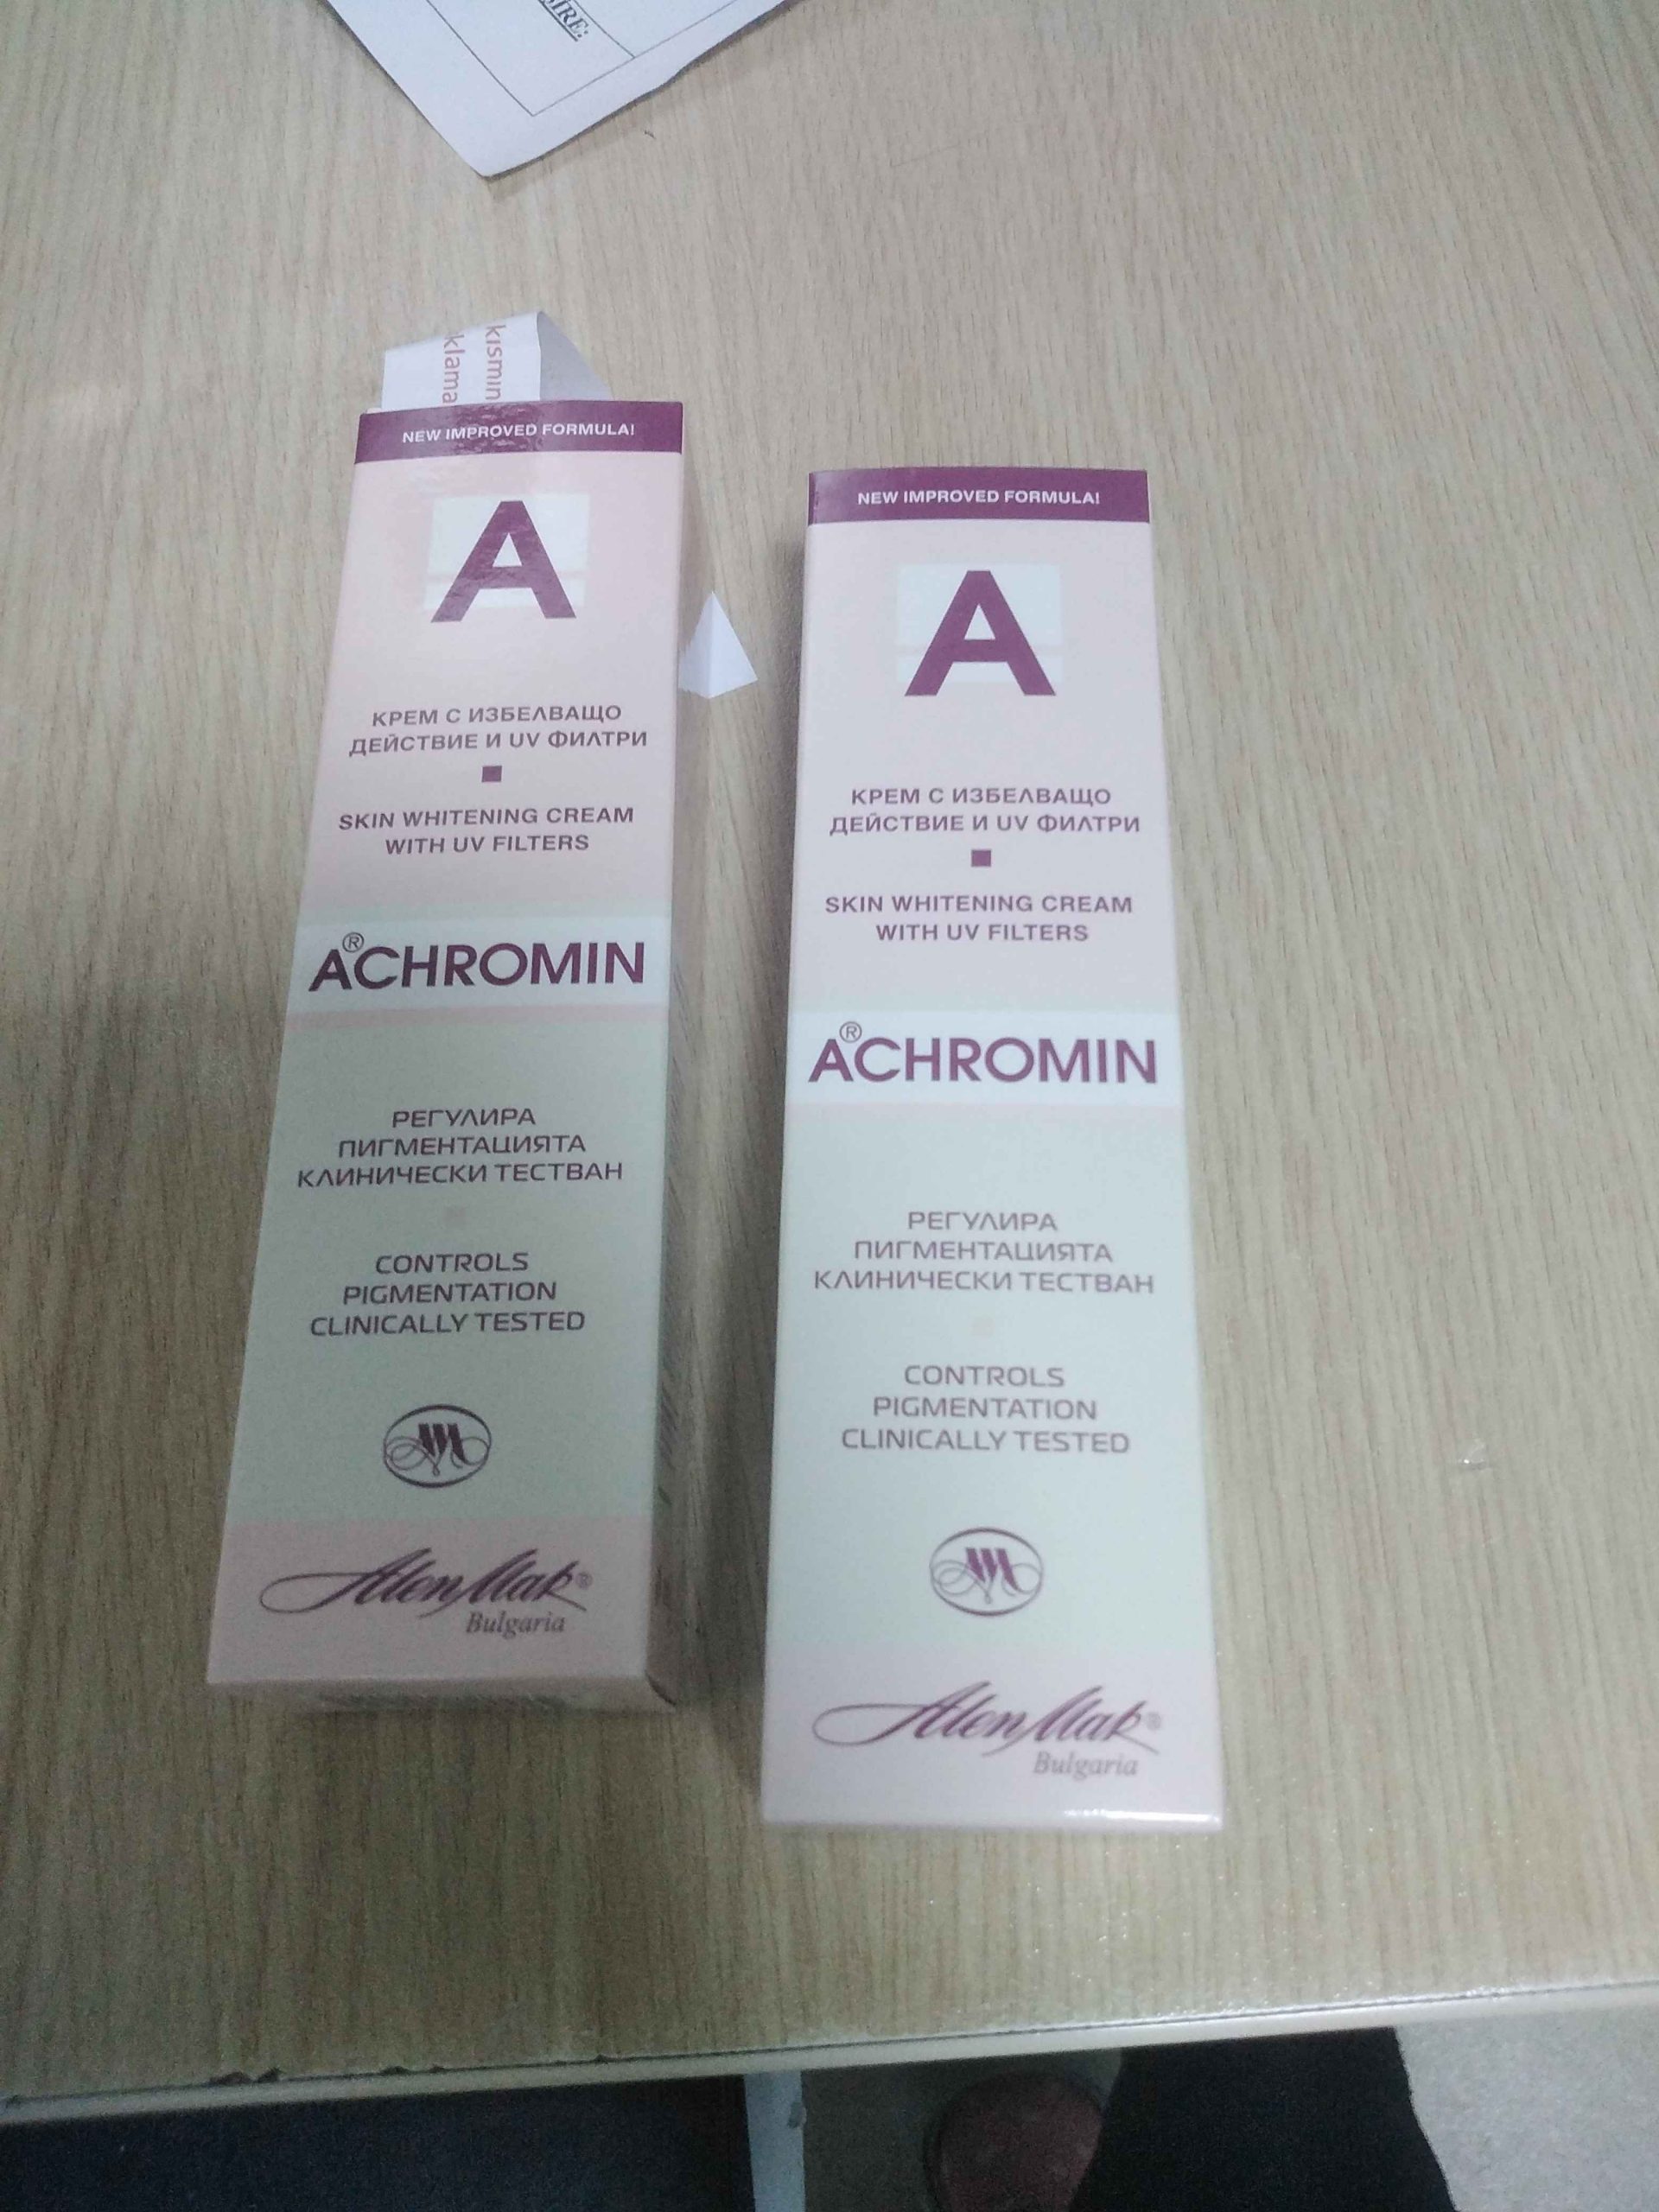 SIRE:
kısmın
klama
NEW IMPROVED FORMULA!
A
КРЕМ С ИЗБЕЛВАЩО
ДЕЙСТВИЕ И UV ФИЛТРИ
SKIN WHITENING CREAM
WITH UV FILTERS
ACHROMIN®
РЕГУЛИРА
ПИГМЕНТАЦИЯТА
КЛИНИЧЕСКИ ТЕСТВАН
CONTROLS
PIGMENTATION
CLINICALLY TESTED
AlenMak®
Bulgaria
NEW IMPROVED FORMULA!
A
КРЕМ С ИЗБЕЛВАЩО
ДЕЙСТВИЕ И UV ФИЛТРИ
SKIN WHITENING CREAM
WITH UV FILTERS
ACHROMIN®
РЕГУЛИРА
ПИГМЕНТАЦИЯТА
КЛИНИЧЕСКИ ТЕСТВАН
CONTROLS
PIGMENTATION
CLINICALLY TESTED
AlenMak®
Bulgaria